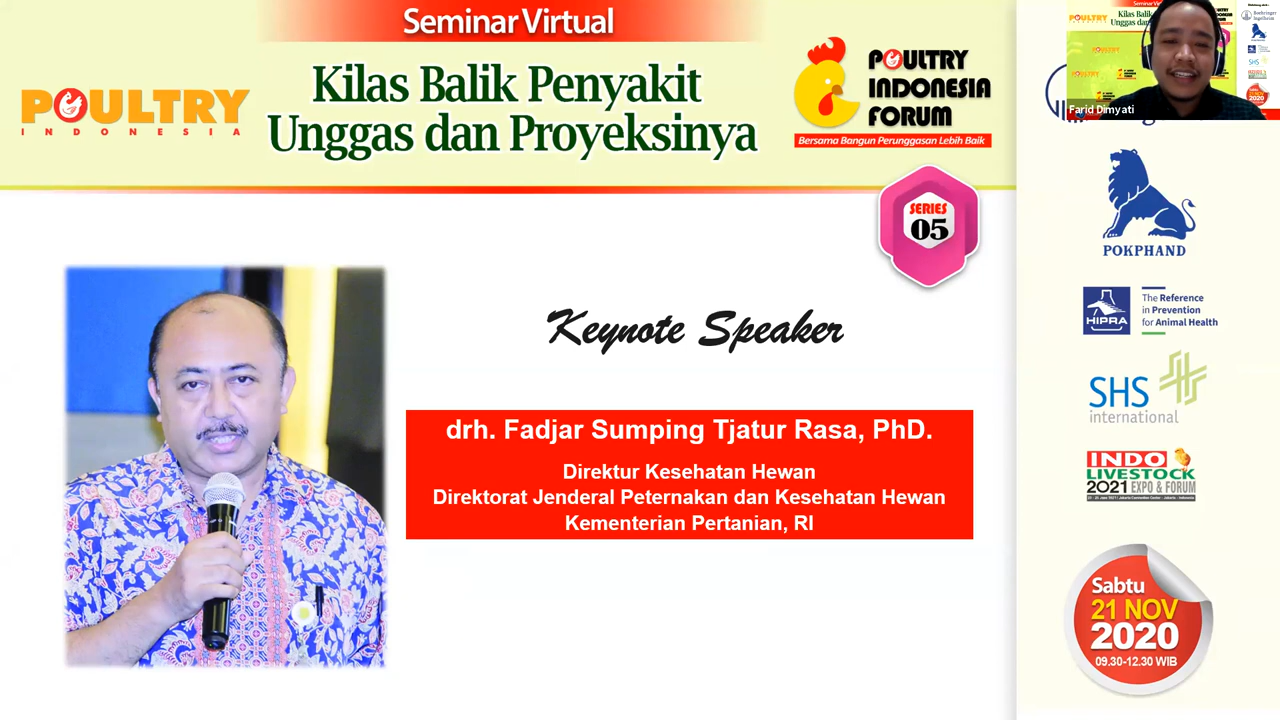 Seminar Virtual
POULTRY
INDONESIA
Kilas Balik Penyakit
Unggas dan Proyeksinya
POULTRY
INDONESIA
FORUM
Bersama Bangun Perunggasan Lebih Baik
SERIES
05
Keynote Speaker
drh. Fadjar Sumping Tjatur Rasa, PhD.
Direktur Kesehatan Hewan
Direktorat Jenderal Peternakan dan Kesehatan Hewan
Kementerian Pertanian, RI
Farid Dimyati
POKPHAND
HIPRA
The Reference
in Prevention
for Animal Health
SHS
international
INDO
LIVESTOCK
2021 EXPO & FORUM
Sabtu
21 NOV
2020
09.30-12.30 WIB